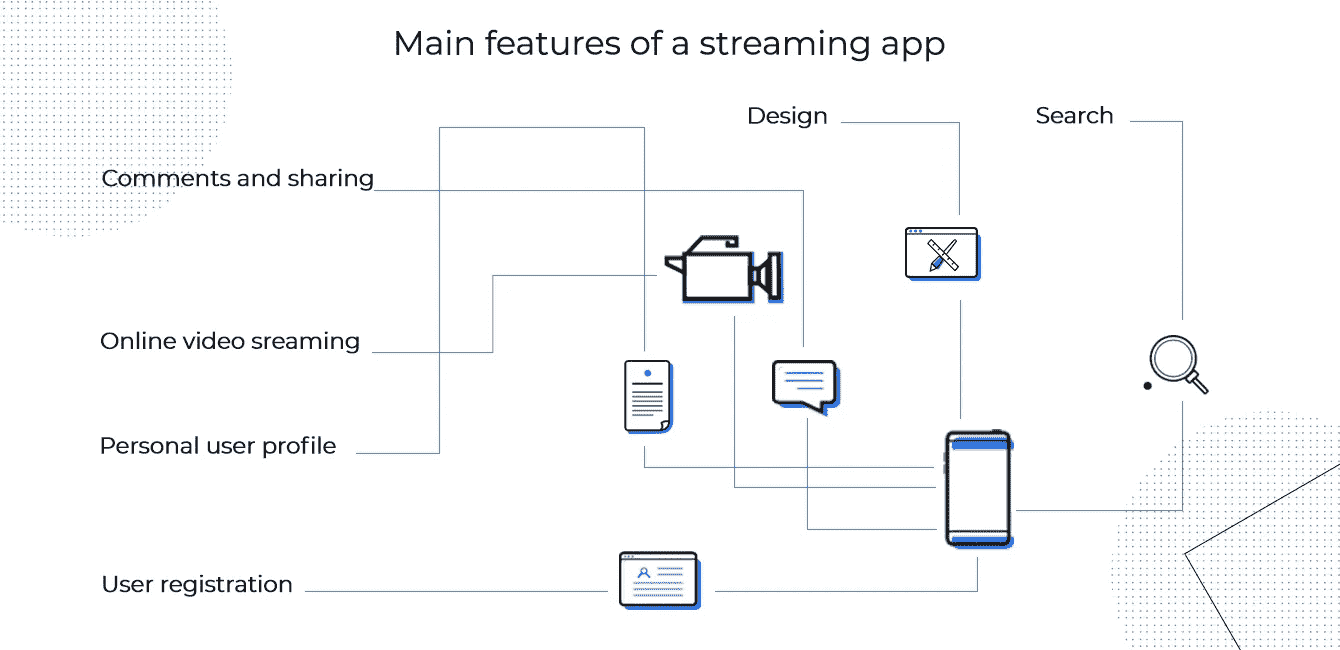 Main features of a streaming app
Design
Search
Comments and sharing
Online video sreaming
Personal user profile
User registration